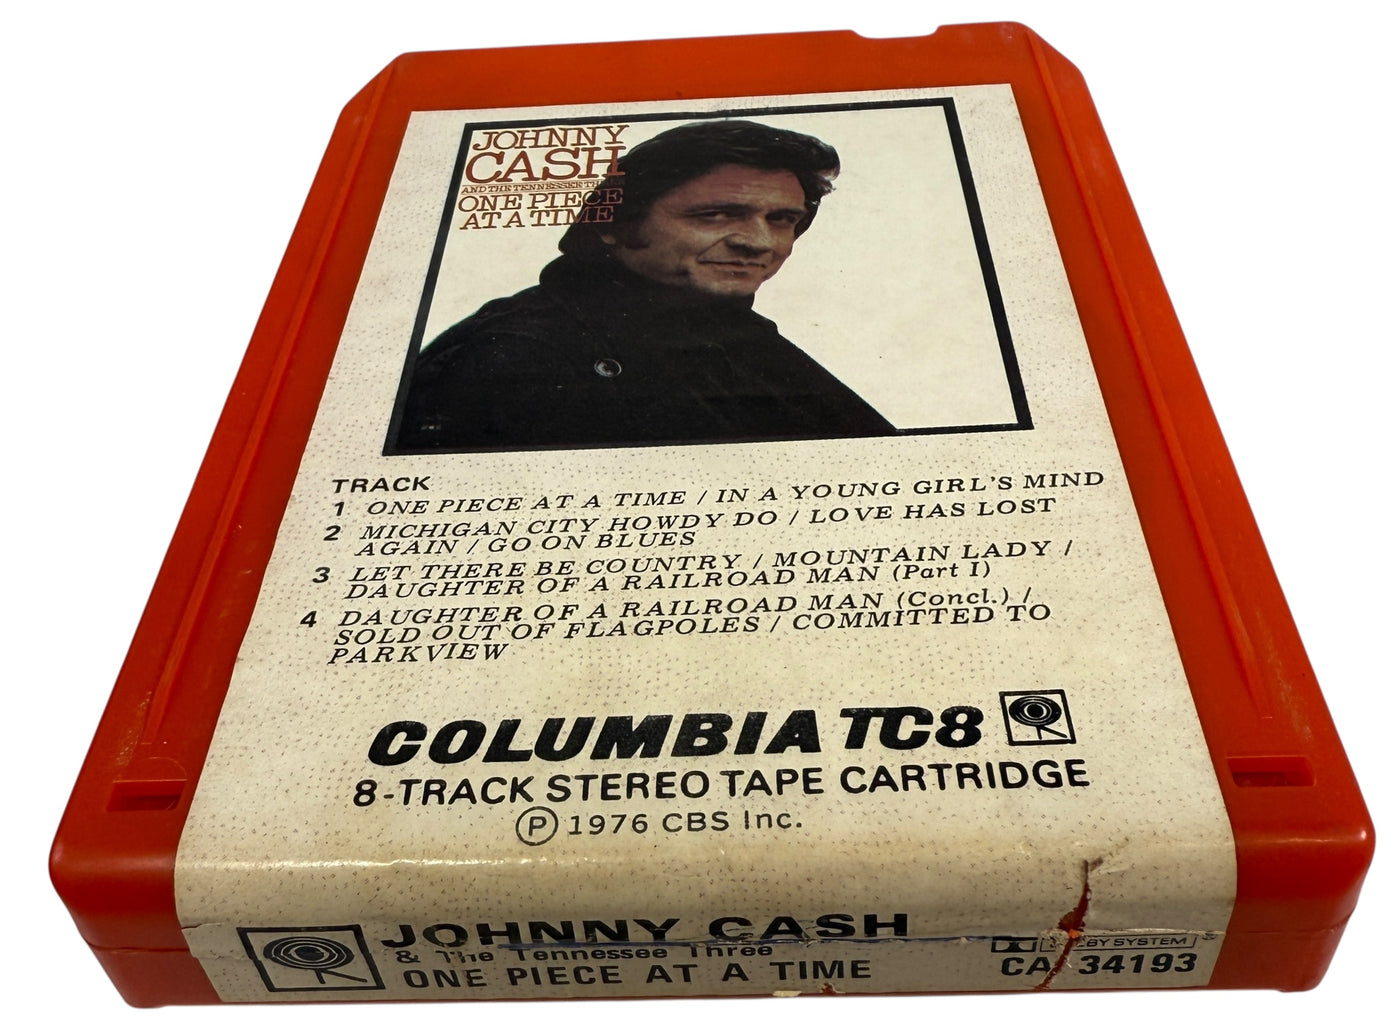 JOHNNY
CASH
AND THE TENNESSEE THREE
ONE PIECE
AT A TIME
TRACK
1 ONE PIECE AT A TIME / IN A YOUNG GIRL'S MIND
2 MICHIGAN CITY HOWDY DO / LOVE HAS LOST
AGAIN / GO ON BLUES
3 LET THERE BE COUNTRY / MOUNTAIN LADY /
DAUGHTER OF A RAILROAD MAN (Part I)
4 DAUGHTER OF A RAILROAD MAN (Concl.) /
SOLD OUT OF FLAGPOLES / COMMITTED TO
PARKVIEW
COLUMBIA TC8
8-TRACK STEREO TAPE CARTRIDGE
Ⓟ 1976 CBS Inc.
JOHNNY CASH
& The Tennessee Three
ONE PIECE AT A TIME
SYSTEM
CA 34193